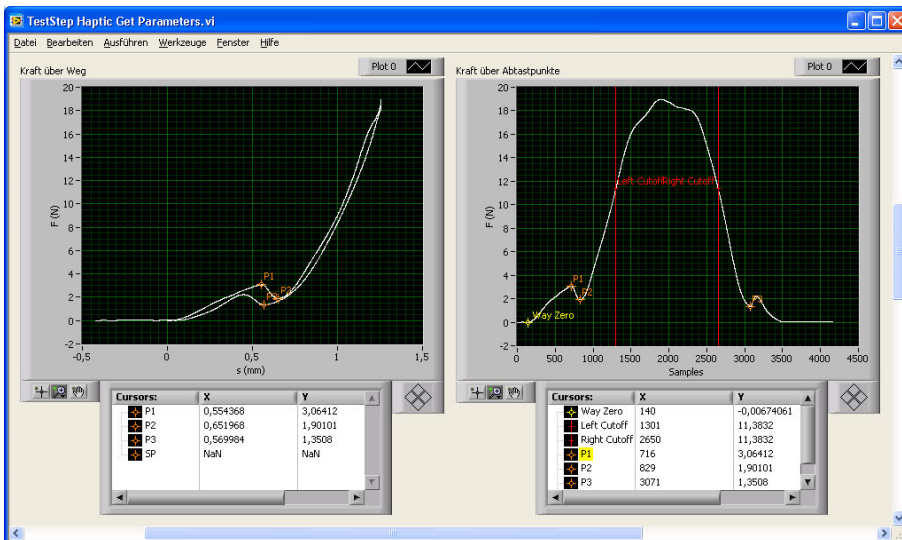 TestStep Haptic Get Parameters.vi
Datei Bearbeiten Ausführen Werkzeuge Fenster Hilfe
Kraft über Weg
Plot 0
20
18
16
14
12
10
8
6
4
2
0
-2
F (N)
P1
P2
P3
-0,5 0 0,5 1 1,5
s (mm)
Cursors: X Y
P1 0,554368 3,06412
P2 0,651968 1,90101
P3 0,569984 1,3508
SP NaN NaN
Kraft über Abtastpunkte
Plot 0
20
18
16
14
12
10
8
6
4
2
0
-2
F (N)
Left Cutoff Right Cutoff
P1
P2
P3
Way Zero
0 500 1000 1500 2000 2500 3000 3500 4000 4500
Samples
Cursors: X Y
Way Zero 140 -0,00674061
Left Cutoff 1301 11,3832
Right Cutoff 2650 11,3832
P1 716 3,06412
P2 829 1,90101
P3 3071 1,3508